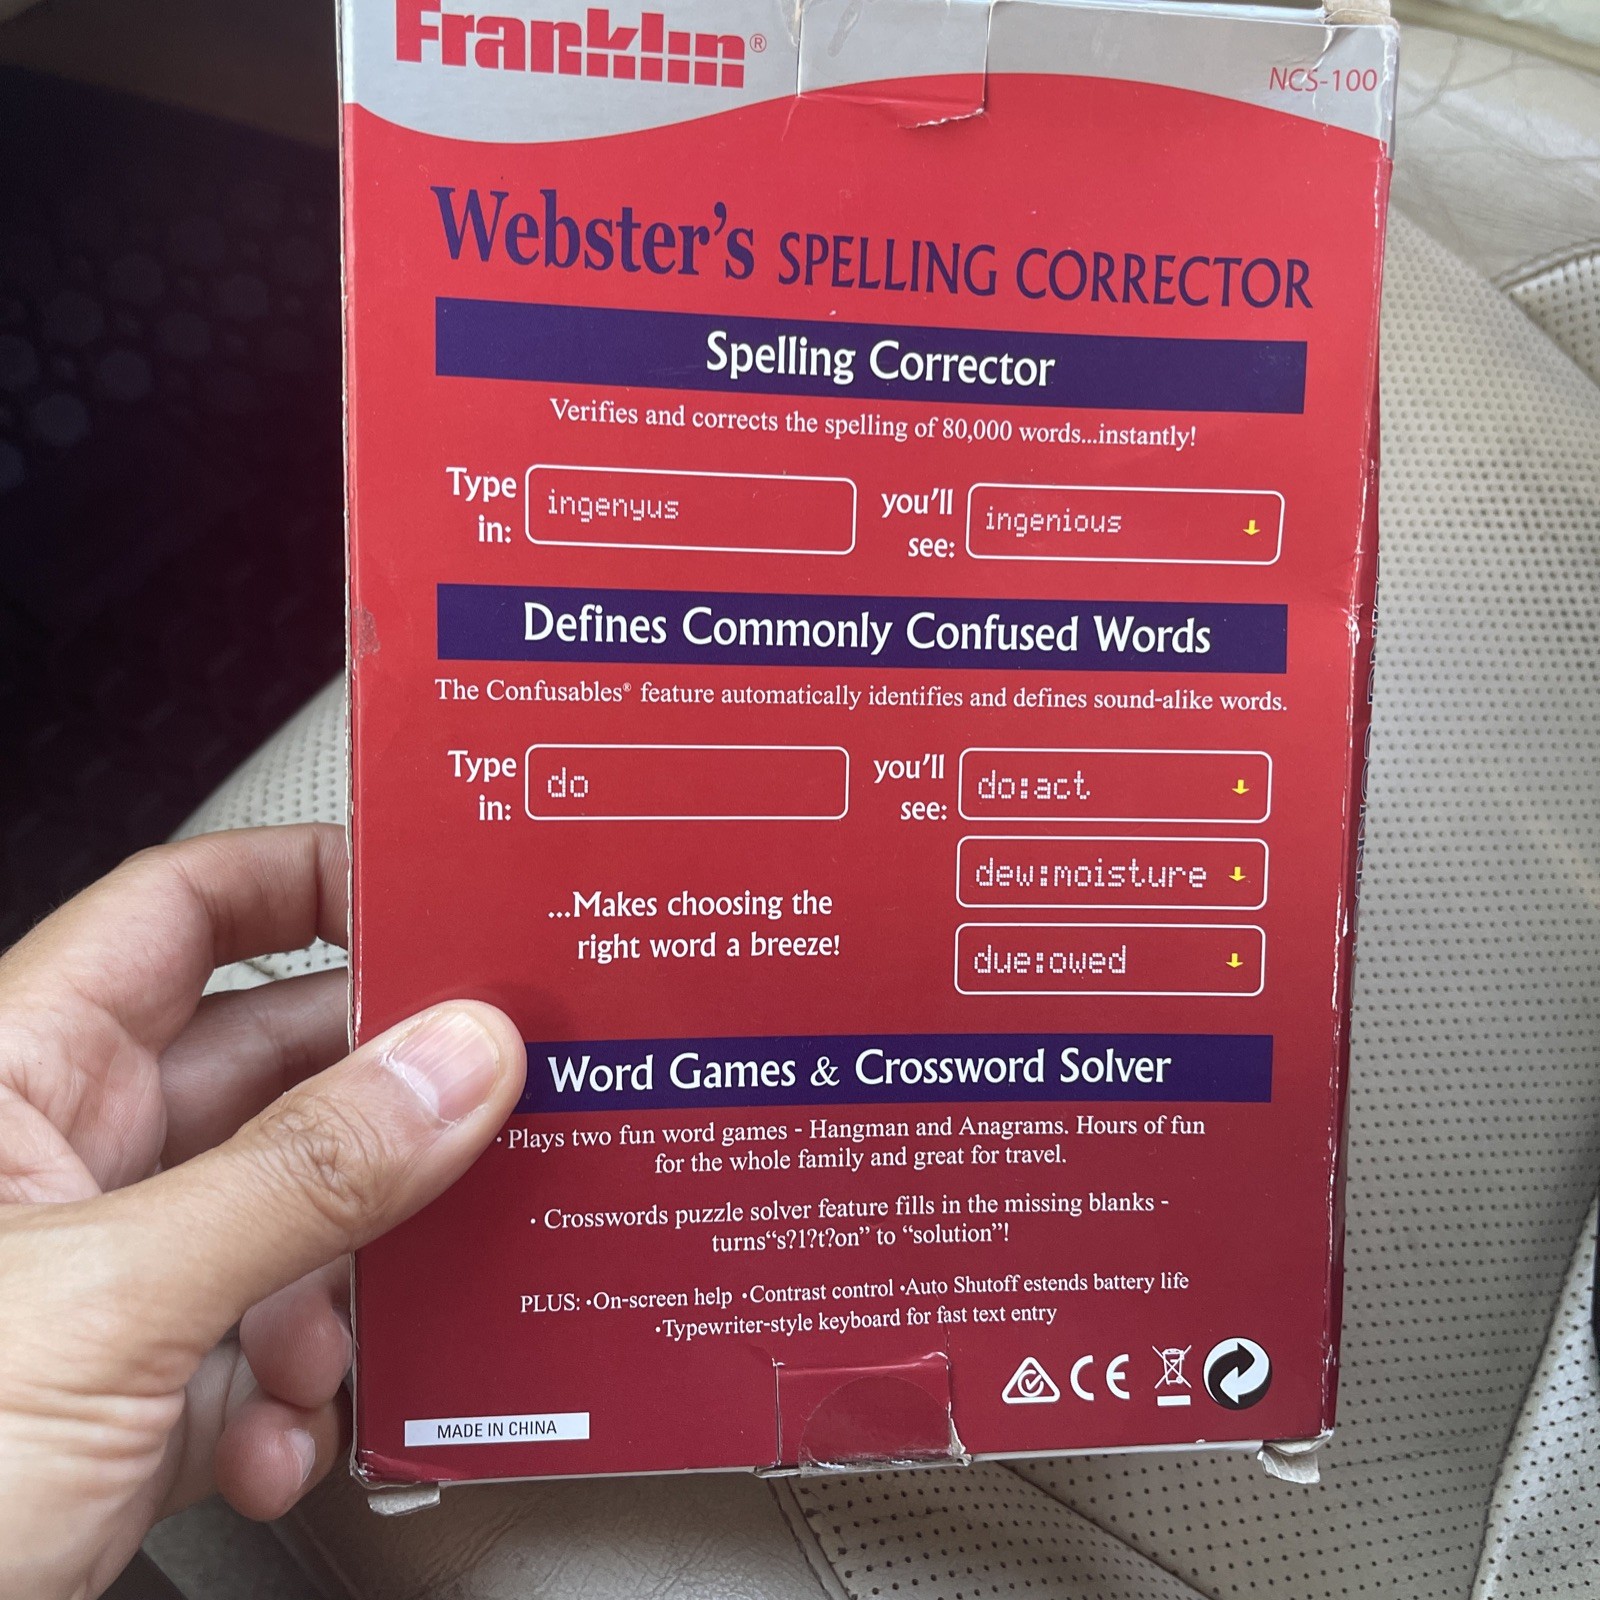 Franklin®
NCS-100
Webster's SPELLING CORRECTOR
Spelling Corrector
Verifies and corrects the spelling of 80,000 words...instantly!
Type in: ingenyus you'll see: ingenious
Defines Commonly Confused Words
The Confusables® feature automatically identifies and defines sound-alike words.
Type in: do you'll see: do:act
dew:moisture
due:owed
...Makes choosing the
right word a breeze!
Word Games & Crossword Solver
· Plays two fun word games - Hangman and Anagrams. Hours of fun
for the whole family and great for travel.
· Crosswords puzzle solver feature fills in the missing blanks -
turns“s?l?t?on” to “solution”!
PLUS: •On-screen help •Contrast control •Auto Shutoff estends battery life
•Typewriter-style keyboard for fast text entry
CE
MADE IN CHINA